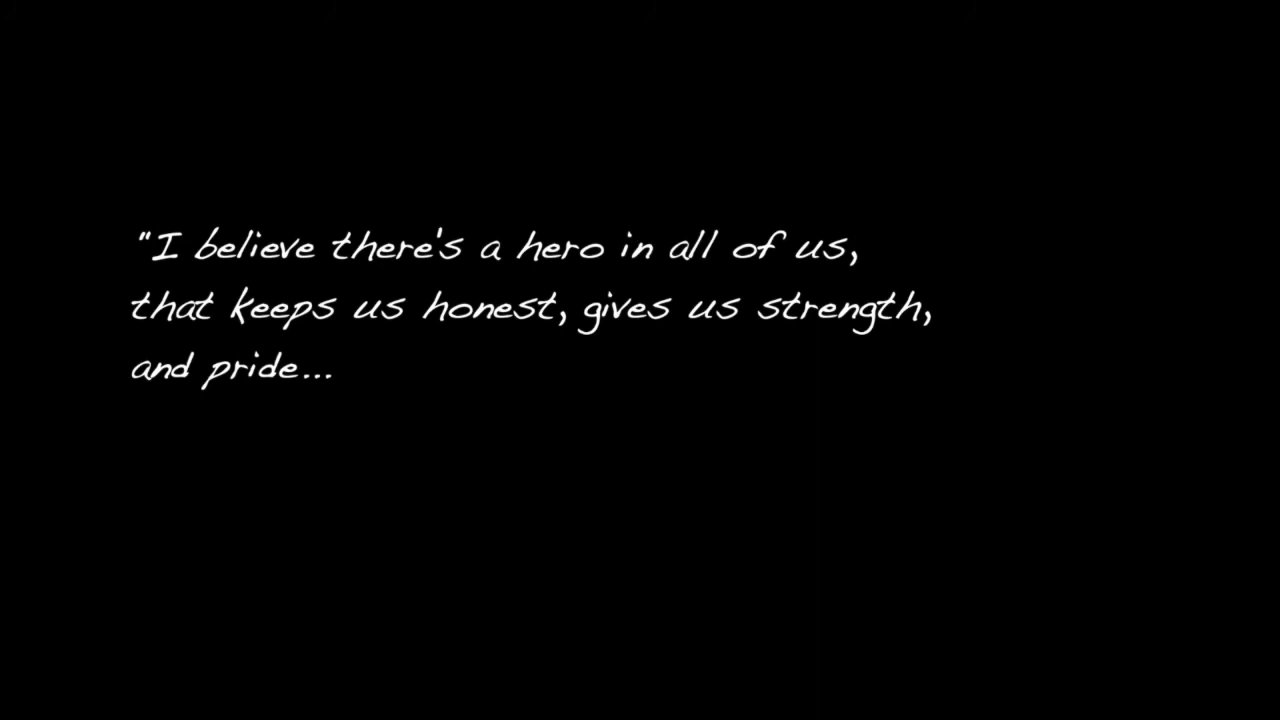 "I believe there's a hero in all of us,
that keeps us honest, gives us strength,
and pride...